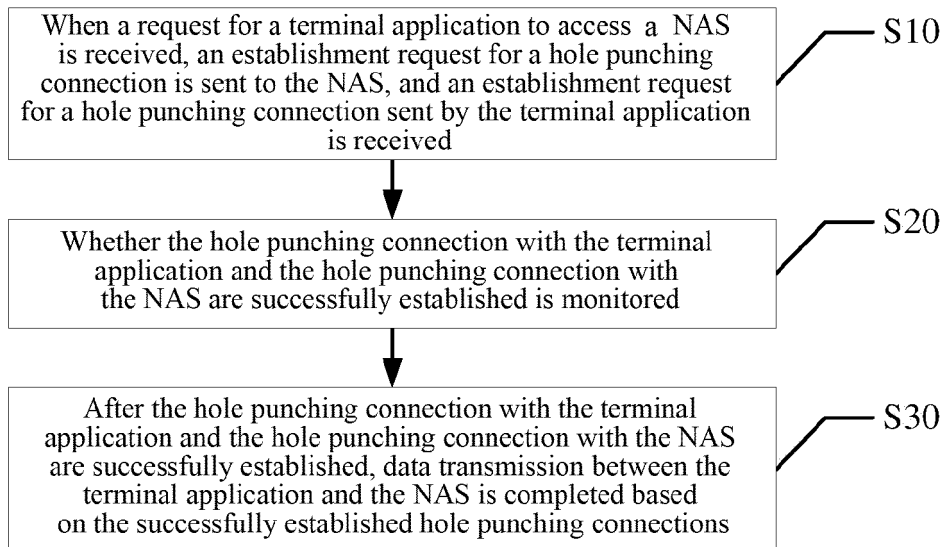 When a request for a terminal application to access a NAS
is received, an establishment request for a hole punching
connection is sent to the NAS, and an establishment request
for a hole punching connection sent by the terminal application
is received
S10
Whether the hole punching connection with the terminal
application and the hole punching connection with
the NAS are successfully established is monitored
S20
After the hole punching connection with the terminal
application and the hole punching connection with the NAS
are successfully established, data transmission between the
terminal application and the NAS is completed based
on the successfully established hole punching connections
S30